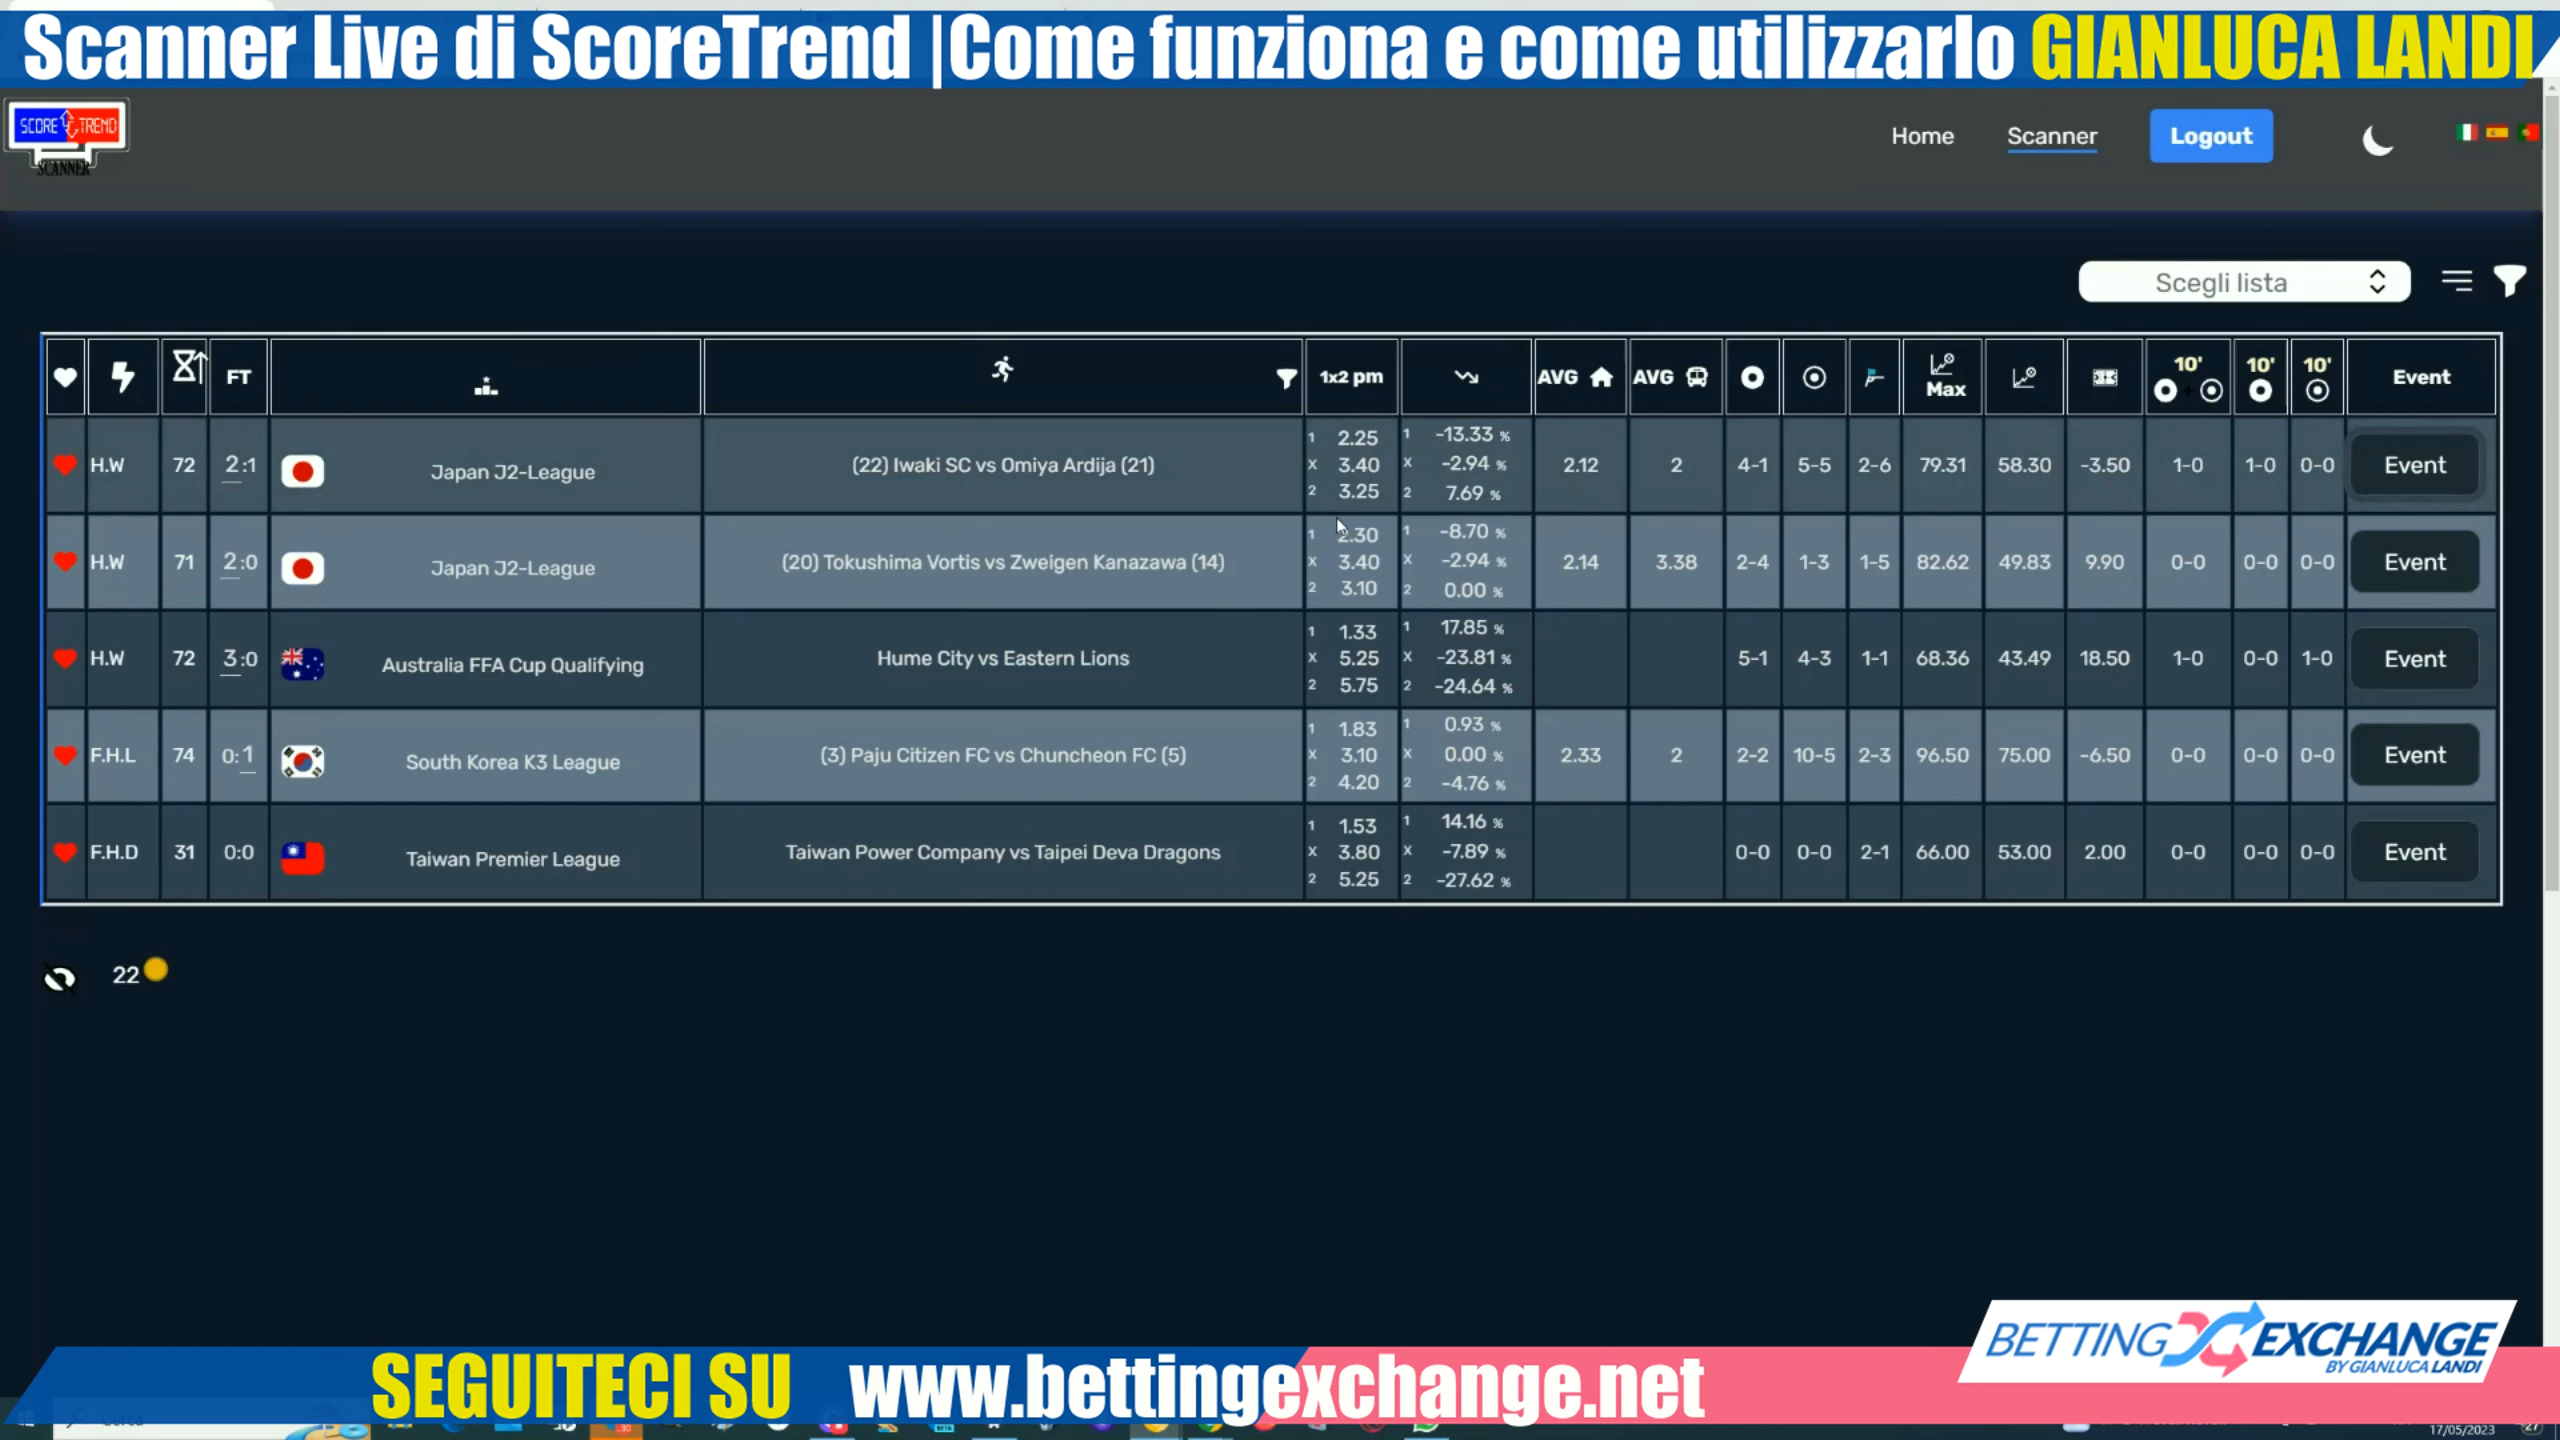 Scanner Live di ScoreTrend |Come funziona e come utilizzarlo GIANLUCA LANDI
SCORE TREND
SCANNER
Home Scanner Logout
Scegli lista
FT 1x2 pm AVG AVG Max 10' 10' 10' Event
H.W 72 2:1 Japan J2-League (22) Iwaki SC vs Omiya Ardija (21) 1 2.25 X 3.40 2 3.25 1 -13.33 % X -2.94 % 2 7.69 % 2.12 2 4-1 5-5 2-6 79.31 58.30 -3.50 1-0 1-0 0-0 Event
H.W 71 2:0 Japan J2-League (20) Tokushima Vortis vs Zweigen Kanazawa (14) 1 2.30 X 3.40 2 3.10 1 -8.70 % X -2.94 % 2 0.00 % 2.14 3.38 2-4 1-3 1-5 82.62 49.83 9.90 0-0 0-0 0-0 Event
H.W 72 3:0 Australia FFA Cup Qualifying Hume City vs Eastern Lions 1 1.33 X 5.25 2 5.75 1 17.85 % X -23.81 % 2 -24.64 % 5-1 4-3 1-1 68.36 43.49 18.50 1-0 0-0 1-0 Event
F.H.L 74 0:1 South Korea K3 League (3) Paju Citizen FC vs Chuncheon FC (5) 1 1.83 X 3.10 2 4.20 1 0.93 % X 0.00 % 2 -4.76 % 2.33 2 2-2 10-5 2-3 96.50 75.00 -6.50 0-0 0-0 0-0 Event
F.H.D 31 0:0 Taiwan Premier League Taiwan Power Company vs Taipei Deva Dragons 1 1.53 X 3.80 2 5.25 1 14.16 % X -7.89 % 2 -27.62 % 0-0 0-0 2-1 66.00 53.00 2.00 0-0 0-0 0-0 Event
22
BETTING EXCHANGE
BY GIANLUCA LANDI
SEGUITECI SU www.bettingexchange.net
17/05/2023